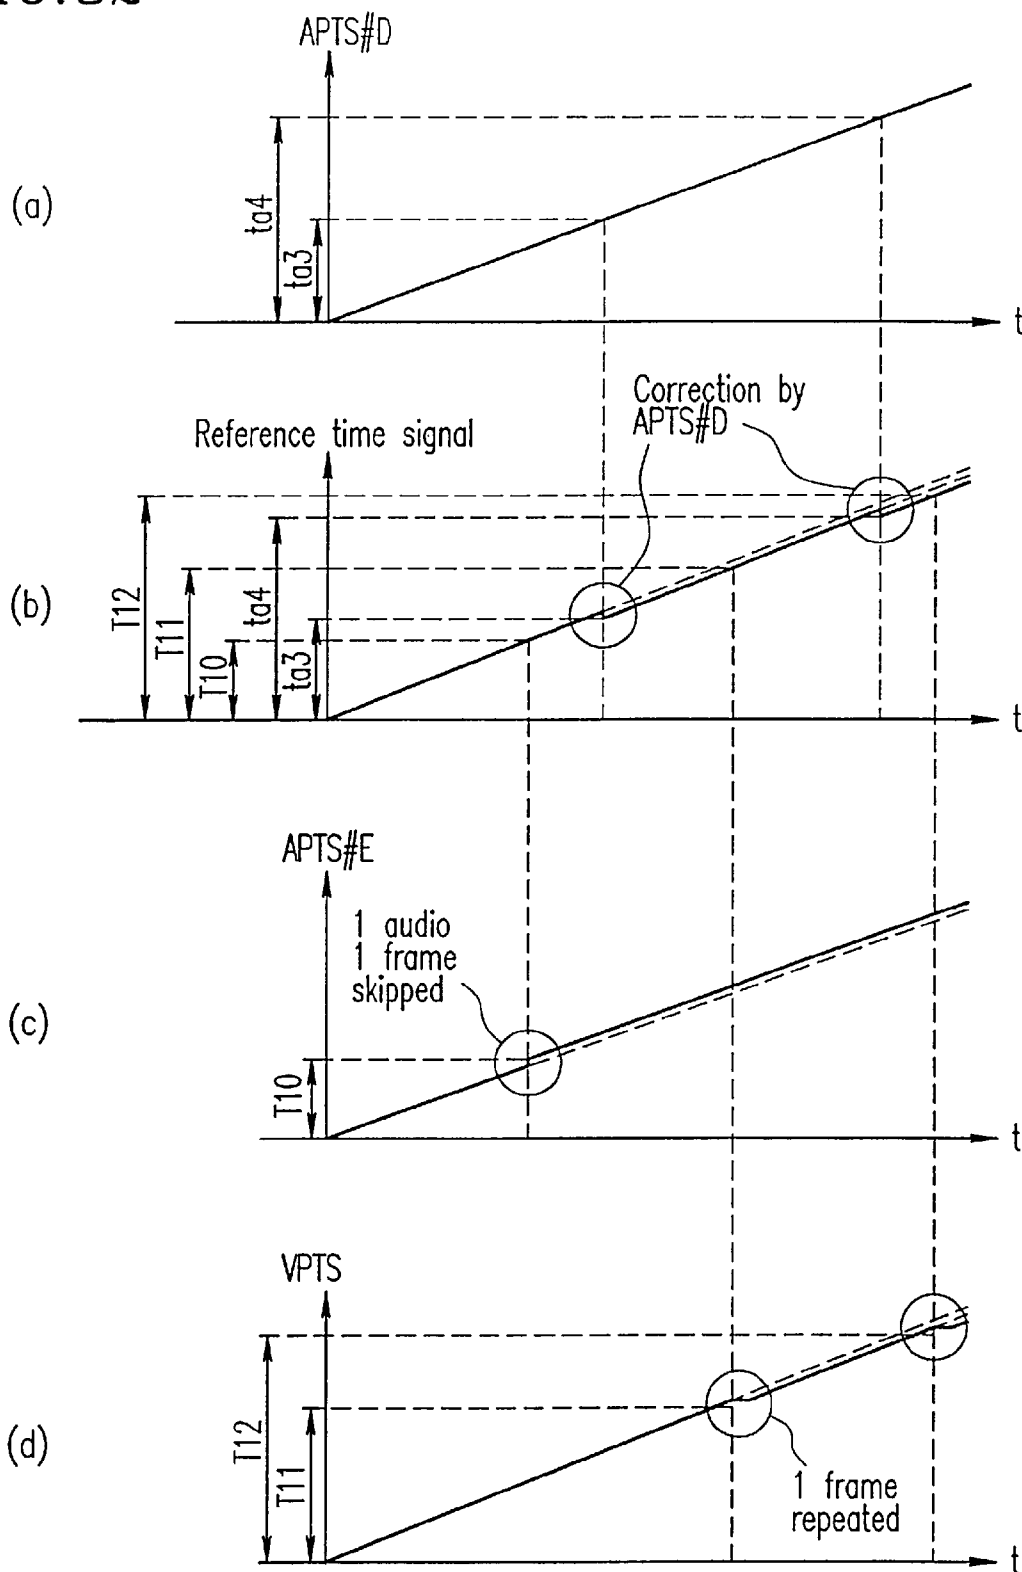 APTS#D
(a)
ta4
ta3
t
Correction by
APTS#D
Reference time signal
(b)
T12
T11
T10
ta4
ta3
t
APTS#E
1 audio
1 frame
skipped
(c)
T10
t
VPTS
(d)
T12
T11
1 frame
repeated
t